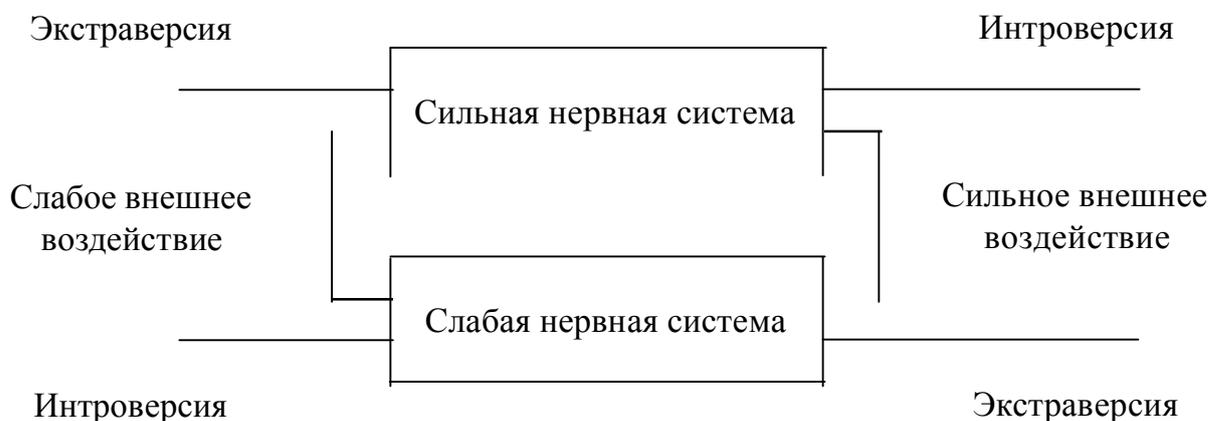 Экстраверсия
Интроверсия
Сильная нервная система
Слабое внешнее
воздействие
Сильное внешнее
воздействие
Слабая нервная система
Интроверсия
Экстраверсия